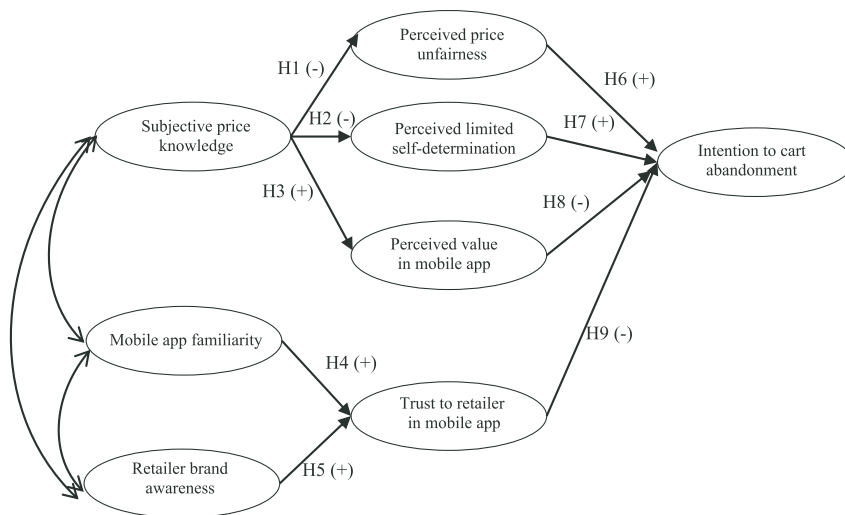 Perceived price
unfairness
H1 (-)
H6 (+)
H2 (-)
H7 (+)
Subjective price
knowledge
Perceived limited
self-determination
Intention to cart
abandonment
H3 (+)
H8 (-)
Perceived value
in mobile app
Mobile app familiarity
H9 (-)
H4 (+)
Trust to retailer
in mobile app
Retailer brand
awareness
H5 (+)